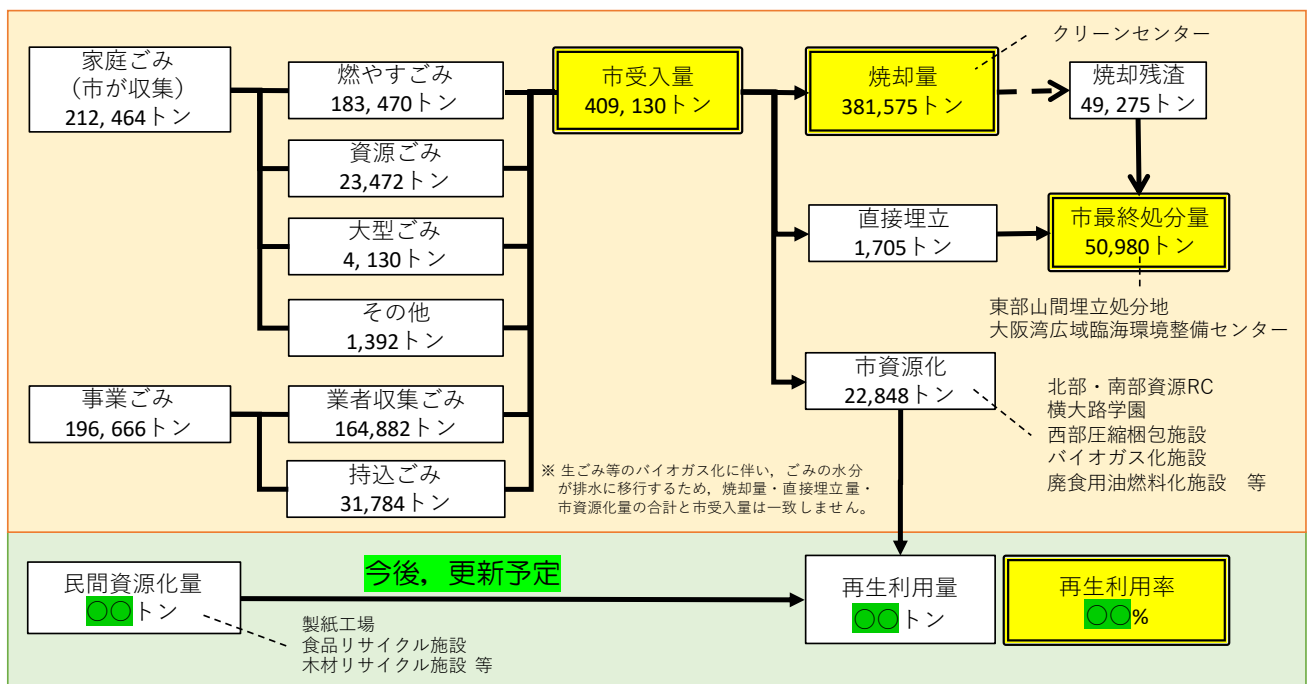 家庭ごみ
(市が収集)
212, 464トン
燃やすごみ
183, 470トン
資源ごみ
23,472トン
大型ごみ
4, 130トン
その他
1,392トン
事業ごみ
196, 666トン
業者収集ごみ
164,882トン
持込ごみ
31,784トン
市受入量
409, 130トン
焼却量
381,575トン
クリーンセンター
焼却残渣
49, 275トン
直接埋立
1,705トン
市最終処分量
50,980トン
東部山間埋立処分地
大阪湾広域臨海環境整備センター
市資源化
22,848トン
北部・南部資源RC
横大路学園
西部圧縮梱包施設
バイオガス化施設
廃食用油燃料化施設　等
※ 生ごみ等のバイオガス化に伴い，ごみの水分
が排水に移行するため，焼却量・直接埋立量・
市資源化量の合計と市受入量は一致しません。
民間資源化量
○○トン
製紙工場
食品リサイクル施設
木材リサイクル施設 等
今後，更新予定
再生利用量
○○トン
再生利用率
○○%